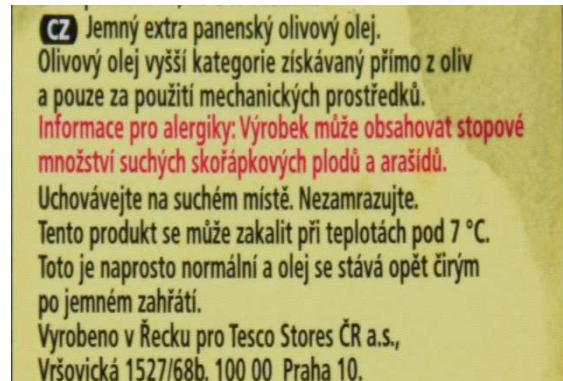 CZ Jemný extra panenský olivový olej.
Olivový olej vyšší kategorie získávaný přímo z oliv
a pouze za použití mechanických prostředků.
Informace pro alergiky: Výrobek může obsahovat stopové
množství suchých skořápkových plodů a arašídů.
Uchovávejte na suchém místě. Nezamrazujte.
Tento produkt se může zakalit při teplotách pod 7 °C.
Toto je naprosto normální a olej se stává opět čirým
po jemném zahřátí.
Vyrobeno v Řecku pro Tesco Stores ČR a.s.,
Vršovická 1527/68b, 100 00 Praha 10.